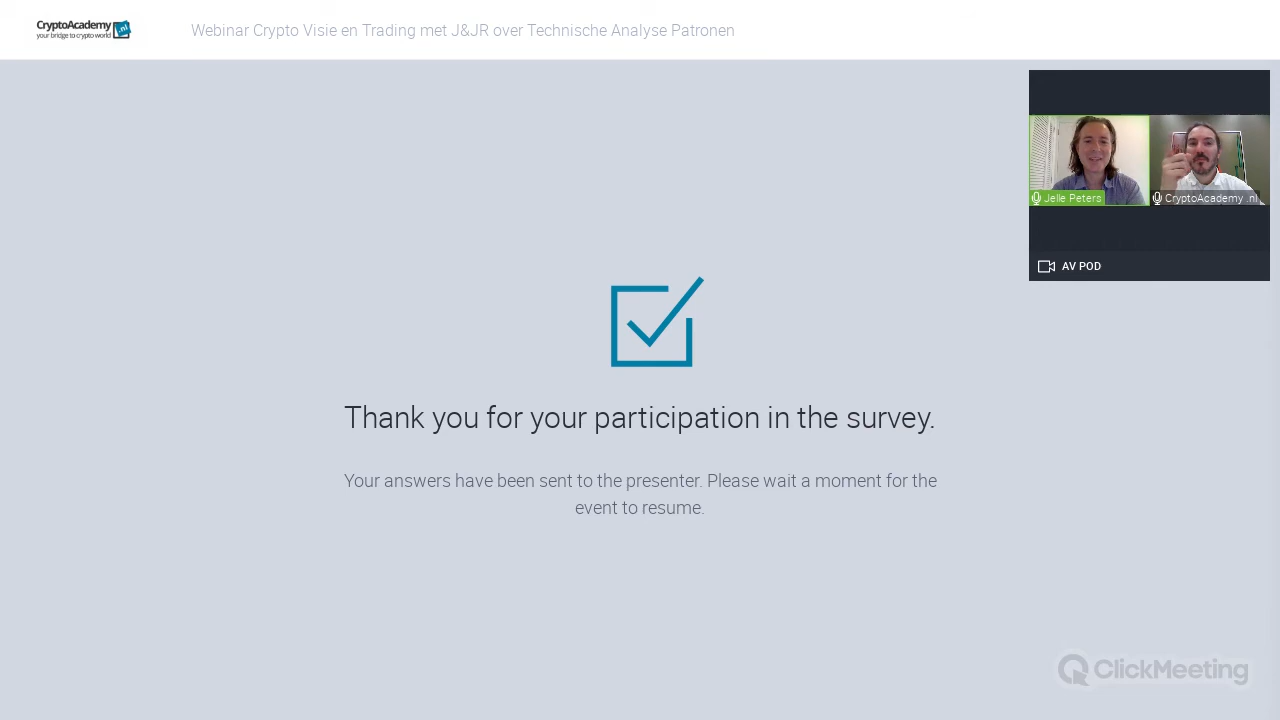 CryptoAcademy
.nl
your bridge to crypto world
Webinar Crypto Visie en Trading met J&JR over Technische Analyse Patronen
Jelle Peters
CryptoAcademy .nl
AV POD
Thank you for your participation in the survey.
Your answers have been sent to the presenter. Please wait a moment for the
event to resume.
ClickMeeting